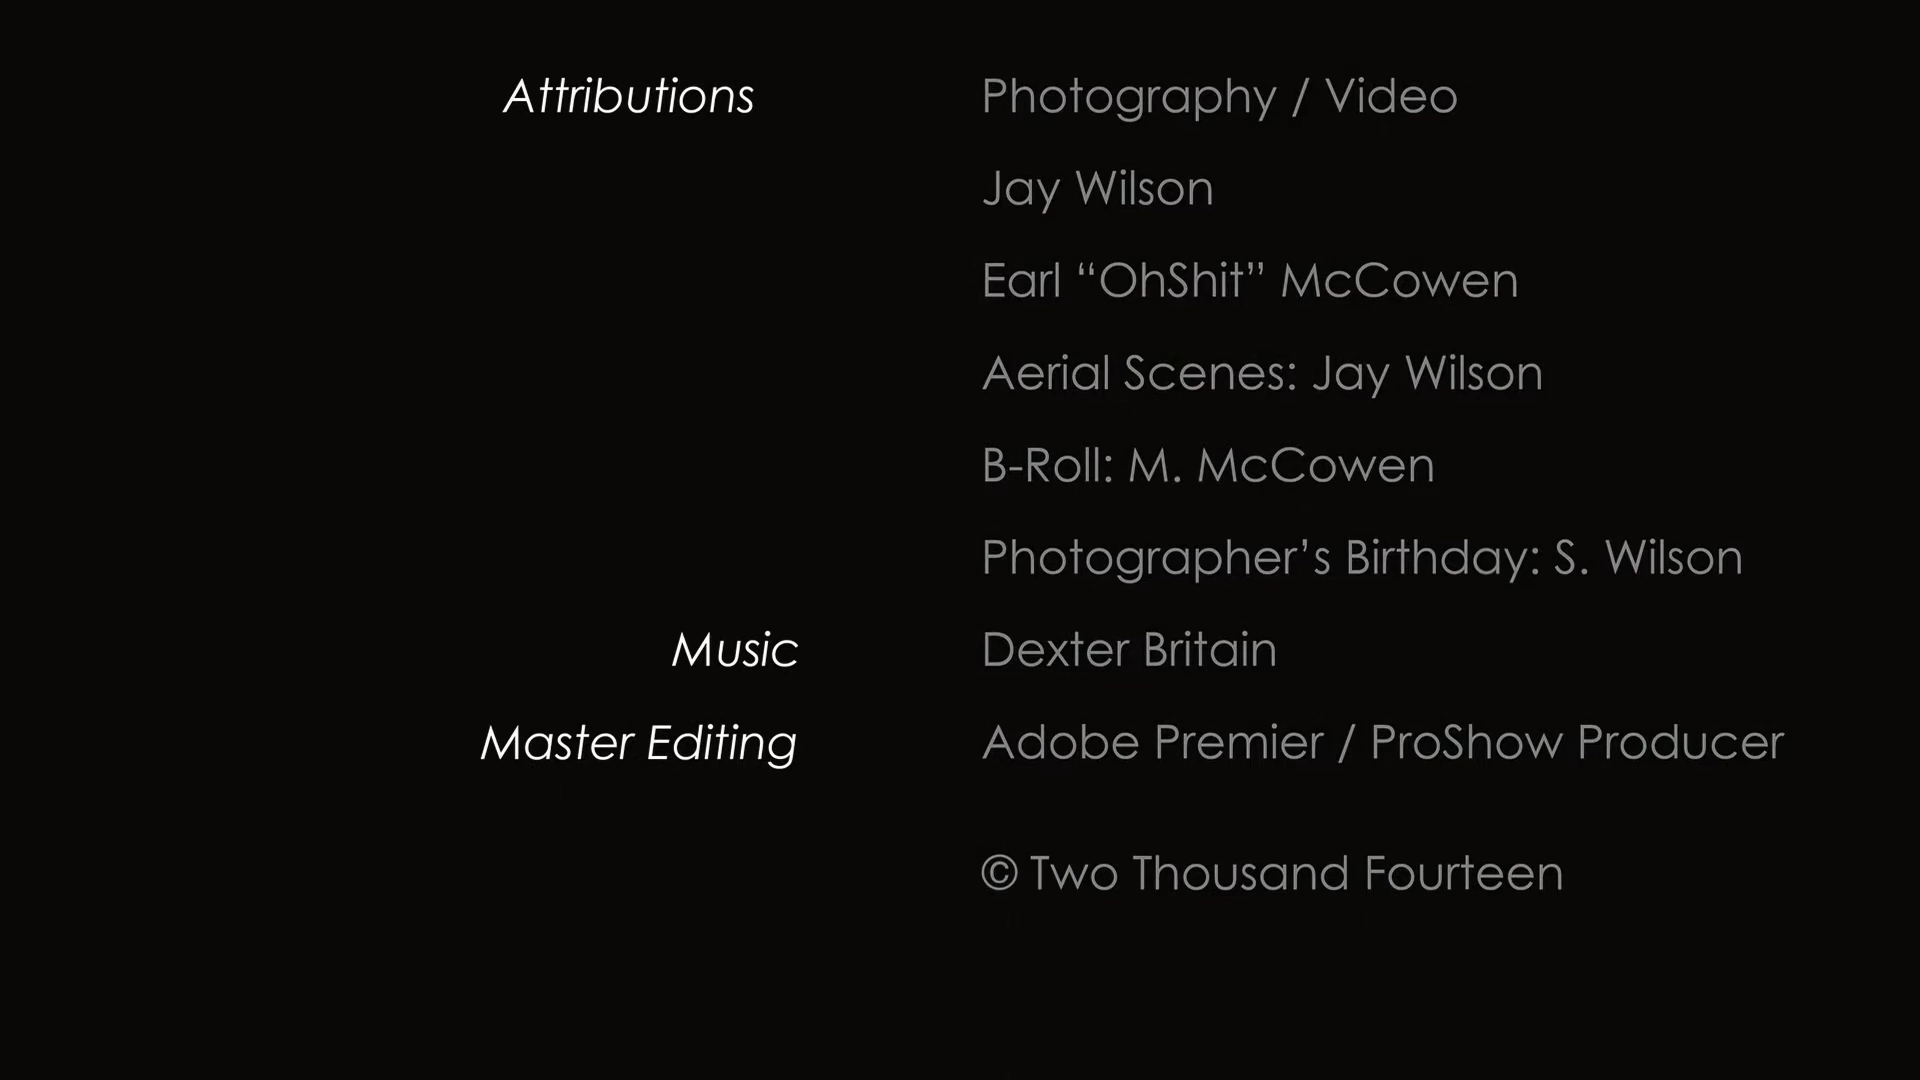 Attributions Photography / Video
Jay Wilson
Earl “OhShit” McCowen
Aerial Scenes: Jay Wilson
B-Roll: M. McCowen
Photographer’s Birthday: S. Wilson
Music Dexter Britain
Master Editing Adobe Premier / ProShow Producer
© Two Thousand Fourteen